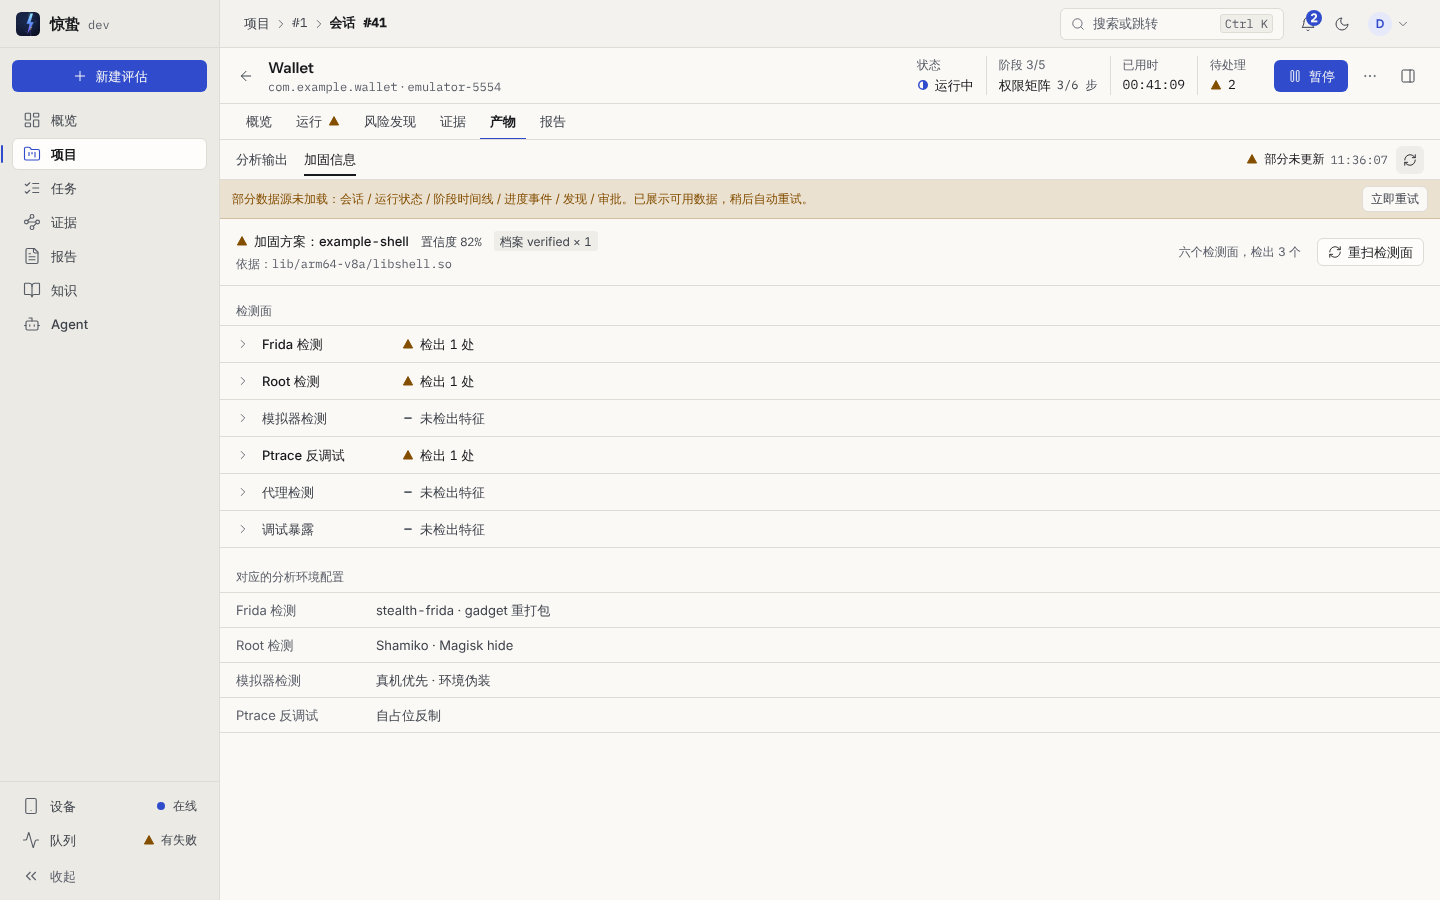 惊蛰 dev
项目 > #1 > 会话 #41
搜索或跳转 Ctrl K
2
D
新建评估
概览
项目
任务
证据
报告
知识
Agent
设备 在线
队列 有失败
收起
Wallet
com.example.wallet · emulator-5554
状态
运行中
阶段 3/5
权限矩阵 3/6 步
已用时
00:41:09
待处理
2
暂停
概览 运行 风险发现 证据 产物 报告
分析输出 加固信息
部分未更新 11:36:07
部分数据源未加载：会话 / 运行状态 / 阶段时间线 / 进度事件 / 发现 / 审批。已展示可用数据，稍后自动重试。
立即重试
加固方案：example-shell 置信度 82% 档案 verified × 1
依据：lib/arm64-v8a/libshell.so
六个检测面，检出 3 个
重扫检测面
检测面
Frida 检测 检出 1 处
Root 检测 检出 1 处
模拟器检测 – 未检出特征
Ptrace 反调试 检出 1 处
代理检测 – 未检出特征
调试暴露 – 未检出特征
对应的分析环境配置
Frida 检测 stealth-frida · gadget 重打包
Root 检测 Shamiko · Magisk hide
模拟器检测 真机优先 · 环境伪装
Ptrace 反调试 自占位反制